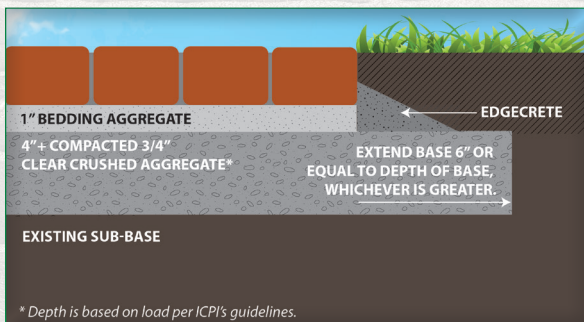 1" BEDDING AGGREGATE
4"+ COMPACTED 3/4"
CLEAR CRUSHED AGGREGATE*
EDGECRETE
EXTEND BASE 6" OR
EQUAL TO DEPTH OF BASE,
WHICHEVER IS GREATER.
EXISTING SUB-BASE
* Depth is based on load per ICPI's guidelines.